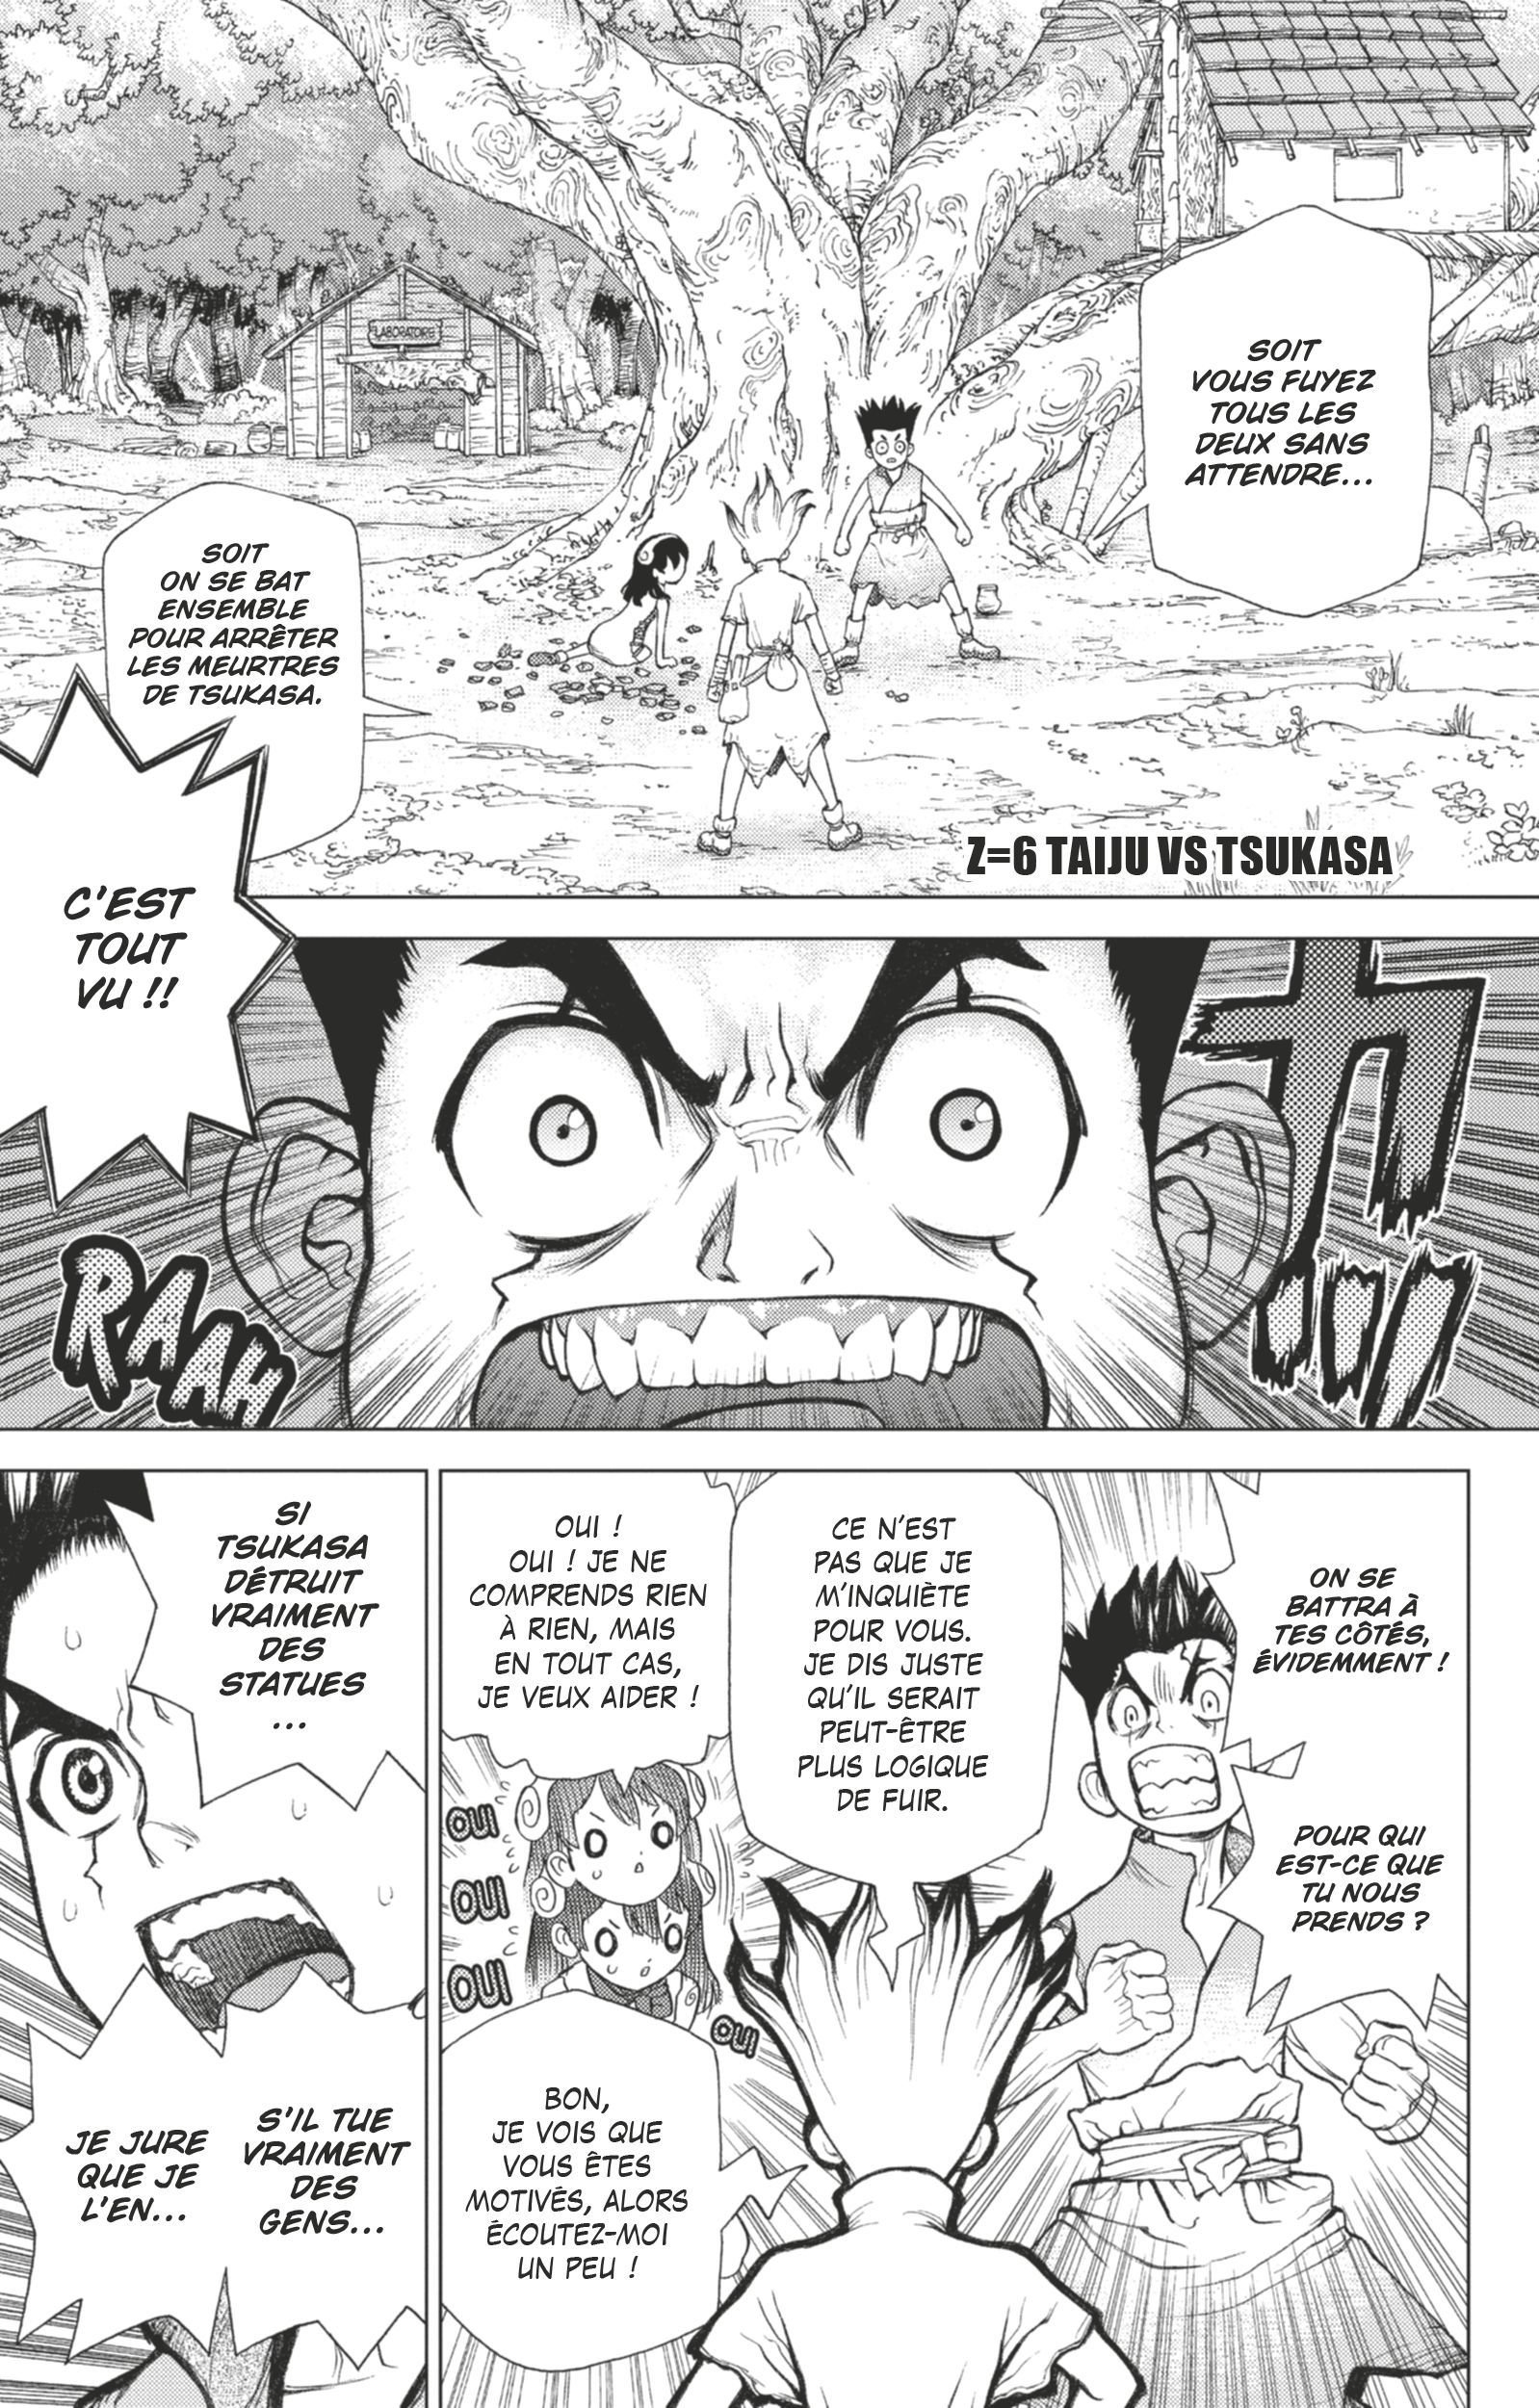 LABORATOIRE
SOIT
VOUS FUYEZ
TOUS LES
DEUX SANS
ATTENDRE...
SOIT
ON SE BAT
ENSEMBLE
POUR ARRÊTER
LES MEURTRES
DE TSUKASA.
Z=6 TAIJU VS TSUKASA
C'EST
TOUT
VU !!
RAAAH
ON SE
BATTRA À
TES CÔTÉS,
ÉVIDEMMENT !
POUR QUI
EST-CE QUE
TU NOUS
PRENDS ?
CE N'EST
PAS QUE JE
M'INQUIÈTE
POUR VOUS.
JE DIS JUSTE
QU'IL SERAIT
PEUT-ÊTRE
PLUS LOGIQUE
DE FUIR.
OUI !
OUI ! JE NE
COMPRENDS RIEN
À RIEN, MAIS
EN TOUT CAS,
JE VEUX AIDER !
OUI
OUI
OUI
OUI
BON,
JE VOIS QUE
VOUS ÊTES
MOTIVÉS, ALORS
ÉCOUTEZ-MOI
UN PEU !
SI
TSUKASA
DÉTRUIT
VRAIMENT
DES
STATUES
...
S'IL TUE
VRAIMENT
DES
GENS...
JE JURE
QUE JE
L'EN...